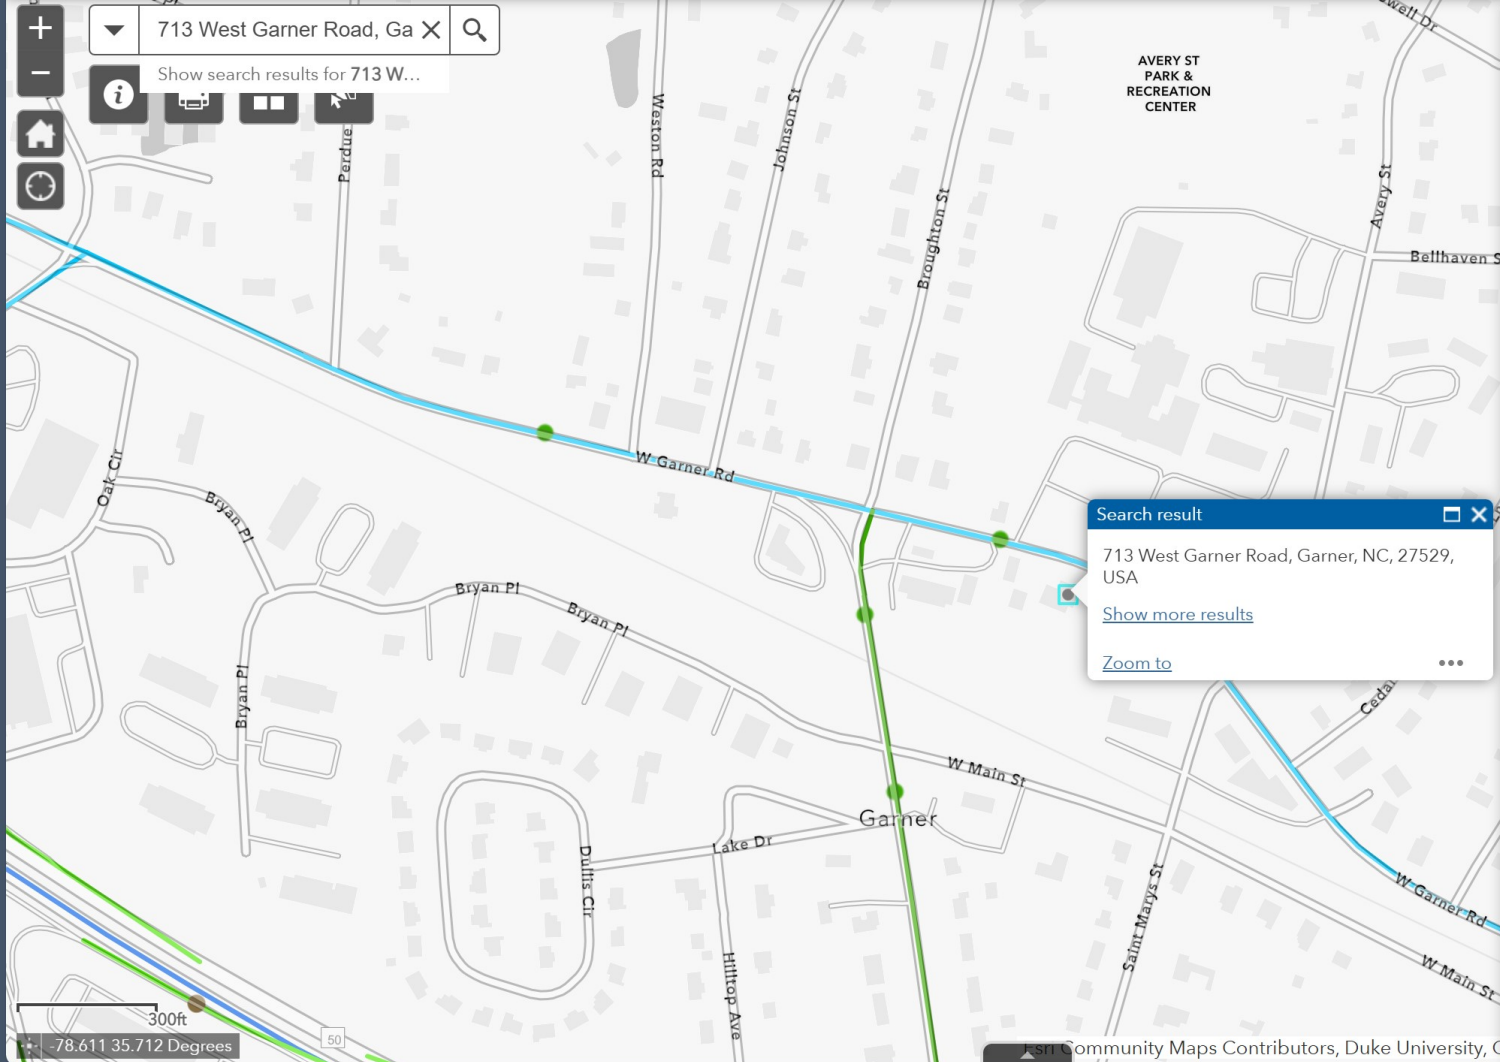 713 West Garner Road, Ga
Show search results for 713 W...
AVERY ST
PARK &
RECREATION
CENTER
Perdue
Weston Rd
Johnson St
Broughton St
Avery St
Bellhaven S
W Garner Rd
Oak Cir
Bryan Pl
Bryan Pl
Bryan Pl
Bryan Pl
Search result
713 West Garner Road, Garner, NC, 27529,
USA
Show more results
Zoom to
W Main St
Garner
Lake Dr
Dullis Cir
Hilltop Ave
Saint Marys St
W Garner Rd
W Main St
300ft
50
-78.611 35.712 Degrees
Esri Community Maps Contributors, Duke University,